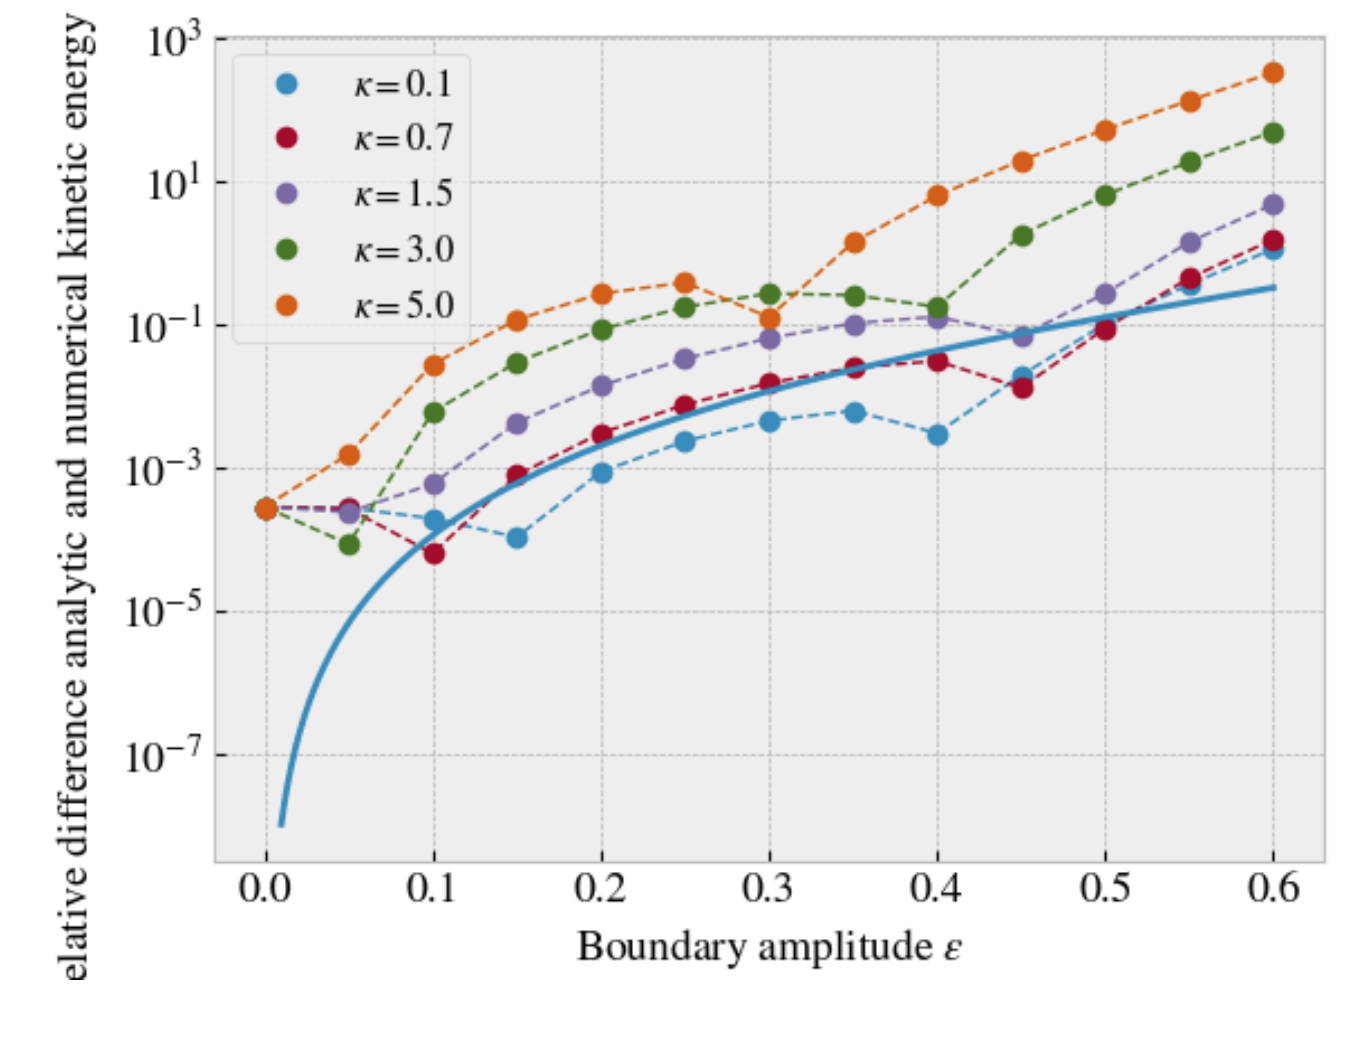 elative difference analytic and numerical kinetic energy
10³
10¹
10⁻¹
10⁻³
10⁻⁵
10⁻⁷
κ=0.1
κ=0.7
κ=1.5
κ=3.0
κ=5.0
0.0 0.1 0.2 0.3 0.4 0.5 0.6
Boundary amplitude ε